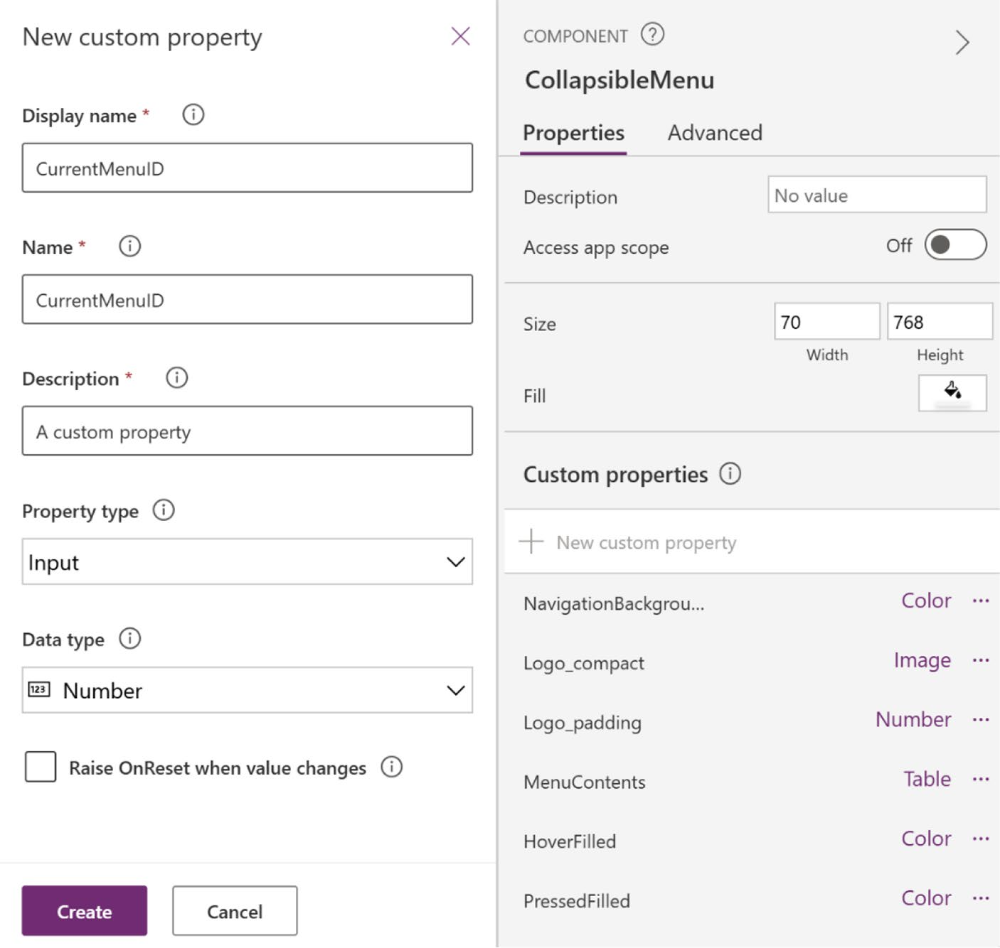 New custom property
Display name *
CurrentMenuID
Name *
CurrentMenuID
Description *
A custom property
Property type
Input
Data type
123 Number
Raise OnReset when value changes
Create Cancel
COMPONENT ?
CollapsibleMenu
Properties Advanced
Description No value
Access app scope Off
Size 70 768
Width Height
Fill
Custom properties
New custom property
NavigationBackgrou... Color ...
Logo_compact Image ...
Logo_padding Number ...
MenuContents Table ...
HoverFilled Color ...
PressedFilled Color ...